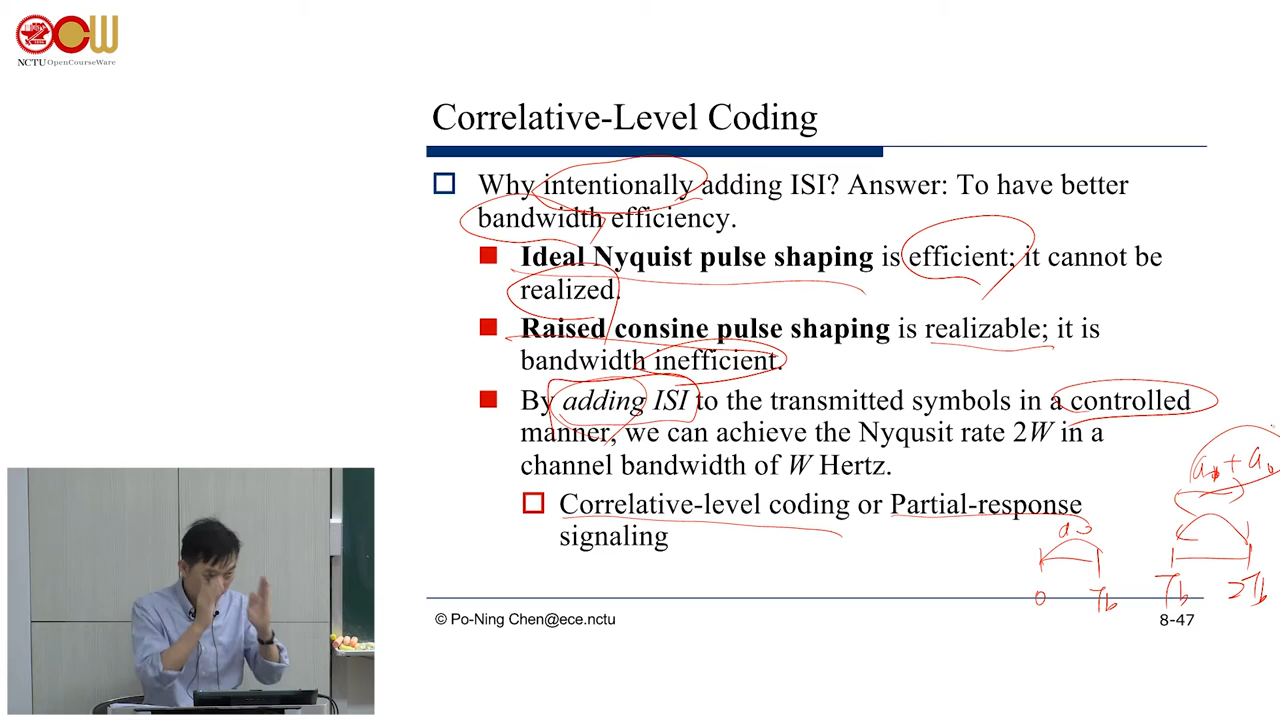 OCW
NCTU OpenCourseWare
Correlative-Level Coding
Why intentionally adding ISI? Answer: To have better
bandwidth efficiency.
Ideal Nyquist pulse shaping is efficient; it cannot be
realized.
Raised consine pulse shaping is realizable; it is
bandwidth inefficient.
By adding ISI to the transmitted symbols in a controlled
manner, we can achieve the Nyqusit rate 2W in a
channel bandwidth of W Hertz.
Correlative-level coding or Partial-response
signaling
0 Tb Tb 2Tb
© Po-Ning Chen@ece.nctu
8-47